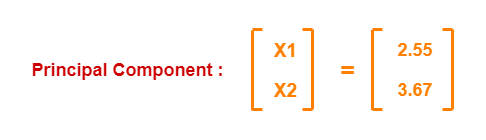 X1 2.55
Principal Component : =
X2 3.67